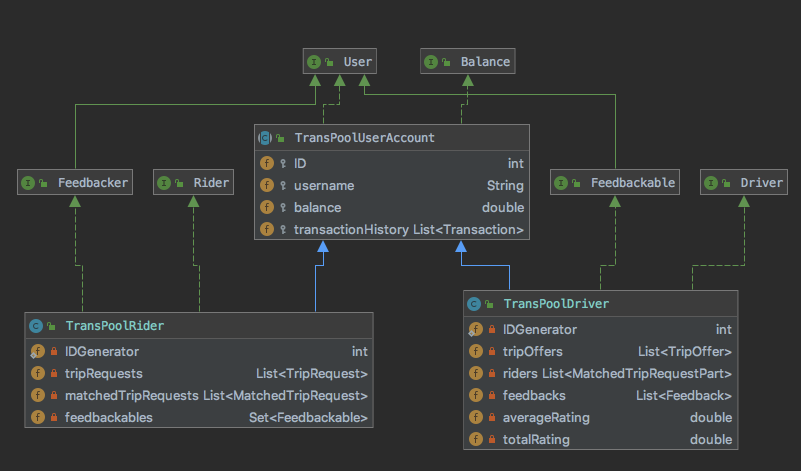 User
Balance
TransPoolUserAccount
ID int
username String
balance double
transactionHistory List<Transaction>
Feedbacker
Rider
Feedbackable
Driver
TransPoolRider
IDGenerator int
tripRequests List<TripRequest>
matchedTripRequests List<MatchedTripRequest>
feedbackables Set<Feedbackable>
TransPoolDriver
IDGenerator int
tripOffers List<TripOffer>
riders List<MatchedTripRequestPart>
feedbacks List<Feedback>
averageRating double
totalRating double